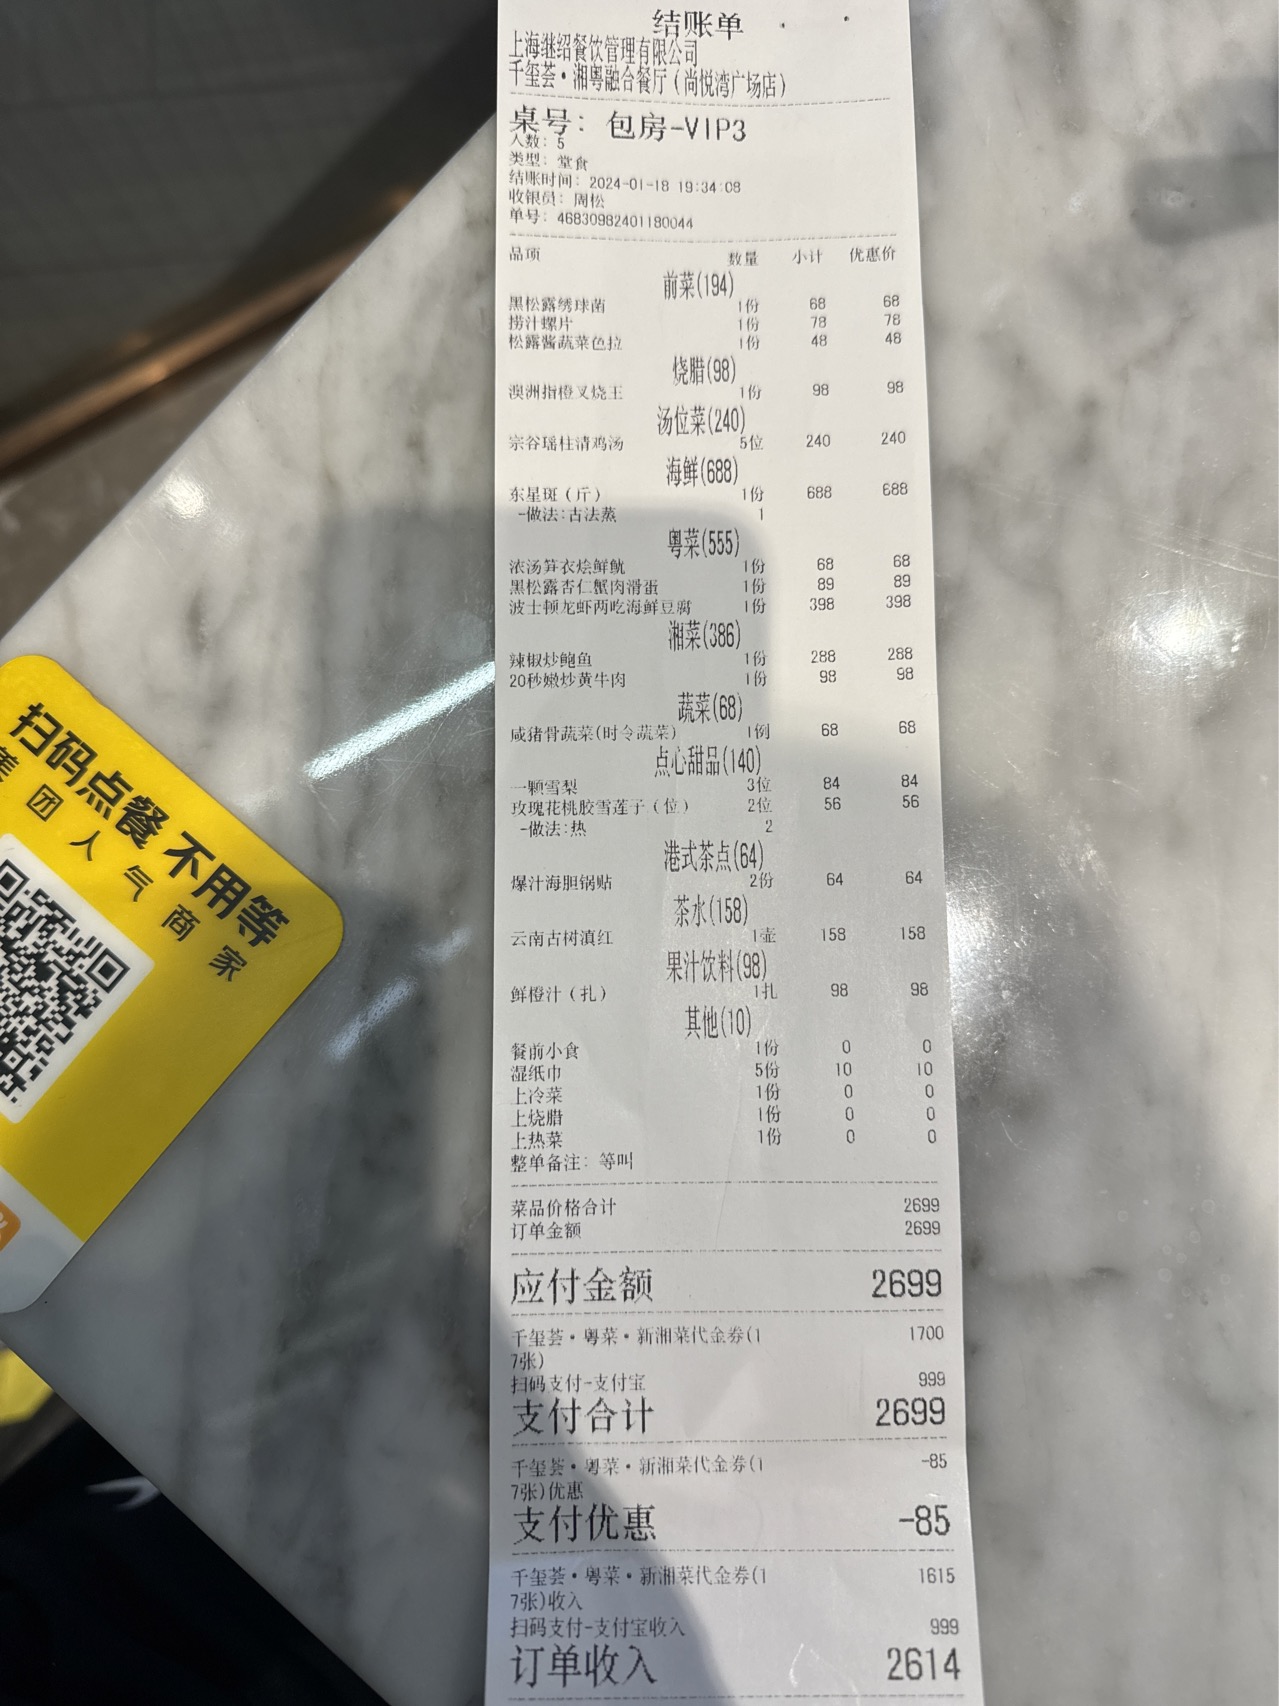 结账单
上海继绍餐饮管理有限公司
千玺荟·湘粤融合餐厅(尚悦湾广场店)
桌号: 包房-VIP3
人数: 5
类型: 堂食
结账时间: 2024-01-18 19:34:08
收银员: 周松
单号: 46830982401180044
品项 数量 小计 优惠价
前菜(194)
黑松露绣球菌 1份 68 68
捞汁螺片 1份 78 78
松露酱蔬菜色拉 1份 48 48
烧腊(98)
澳洲指橙叉烧王 1份 98 98
汤位菜(240)
宗谷瑶柱清鸡汤 5位 240 240
海鲜(688)
东星斑(斤) 1份 688 688
-做法:古法蒸 1
粤菜(555)
浓汤笋衣烩鲜鱿 1份 68 68
黑松露杏仁蟹肉滑蛋 1份 89 89
波士顿龙虾两吃海鲜豆腐 1份 398 398
湘菜(386)
辣椒炒鲍鱼 1份 288 288
20秒嫩炒黄牛肉 1份 98 98
蔬菜(68)
咸猪骨蔬菜(时令蔬菜) 1例 68 68
点心甜品(140)
一颗雪梨 3位 84 84
玫瑰花桃胶雪莲子(位) 2位 56 56
-做法:热 2
港式茶点(64)
爆汁海胆锅贴 2份 64 64
茶水(158)
云南古树滇红 1壶 158 158
果汁饮料(98)
鲜橙汁(扎) 1扎 98 98
其他(10)
餐前小食 1份 0 0
湿纸巾 5份 10 10
上冷菜 1份 0 0
上烧腊 1份 0 0
上热菜 1份 0 0
整单备注: 等叫
菜品价格合计 2699
订单金额 2699
应付金额 2699
千玺荟·粤菜·新湘菜代金券(1 1700
7张)
扫码支付-支付宝 999
支付合计 2699
千玺荟·粤菜·新湘菜代金券(1 -85
7张)优惠
支付优惠 -85
千玺荟·粤菜·新湘菜代金券(1 1615
7张)收入
扫码支付-支付宝收入 999
订单收入 2614
扫码点餐 不用等
美团人气商家